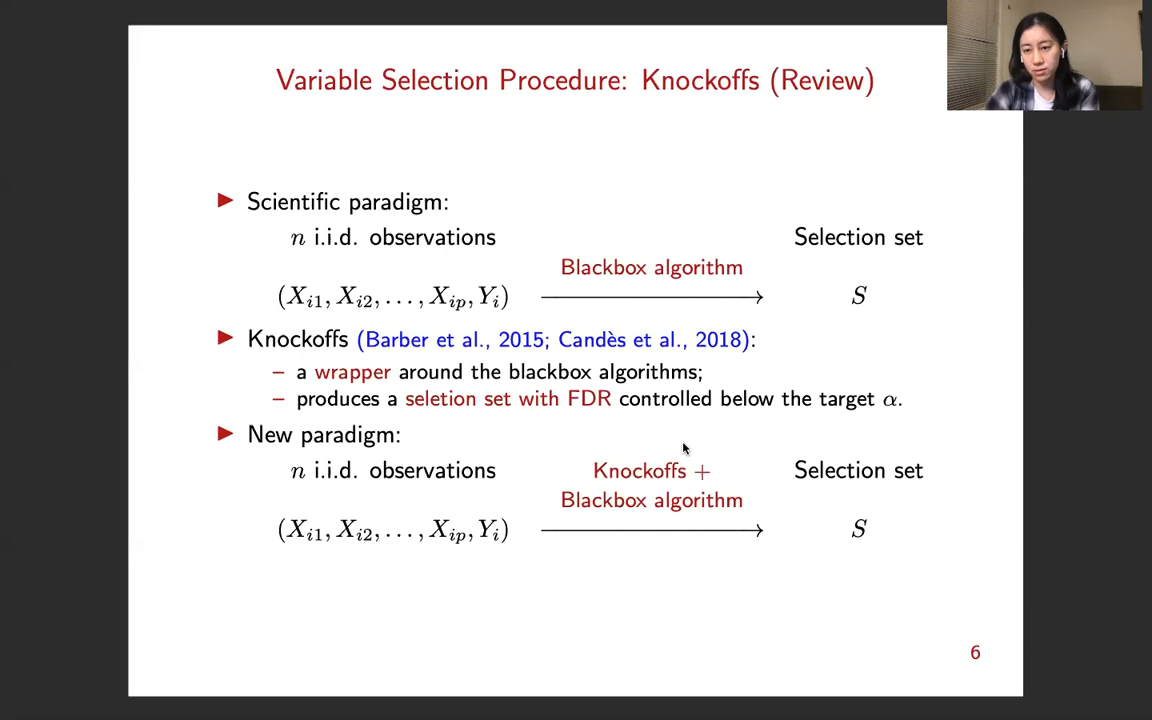 Variable Selection Procedure: Knockoffs (Review)
▶ Scientific paradigm:
n i.i.d. observations Selection set
Blackbox algorithm
(X_{i1}, X_{i2}, . . . , X_{ip}, Y_i) ⟶ S
▶ Knockoffs (Barber et al., 2015; Candès et al., 2018):
– a wrapper around the blackbox algorithms;
– produces a seletion set with FDR controlled below the target α.
▶ New paradigm:
n i.i.d. observations Knockoffs + Selection set
Blackbox algorithm
(X_{i1}, X_{i2}, . . . , X_{ip}, Y_i) ⟶ S
6